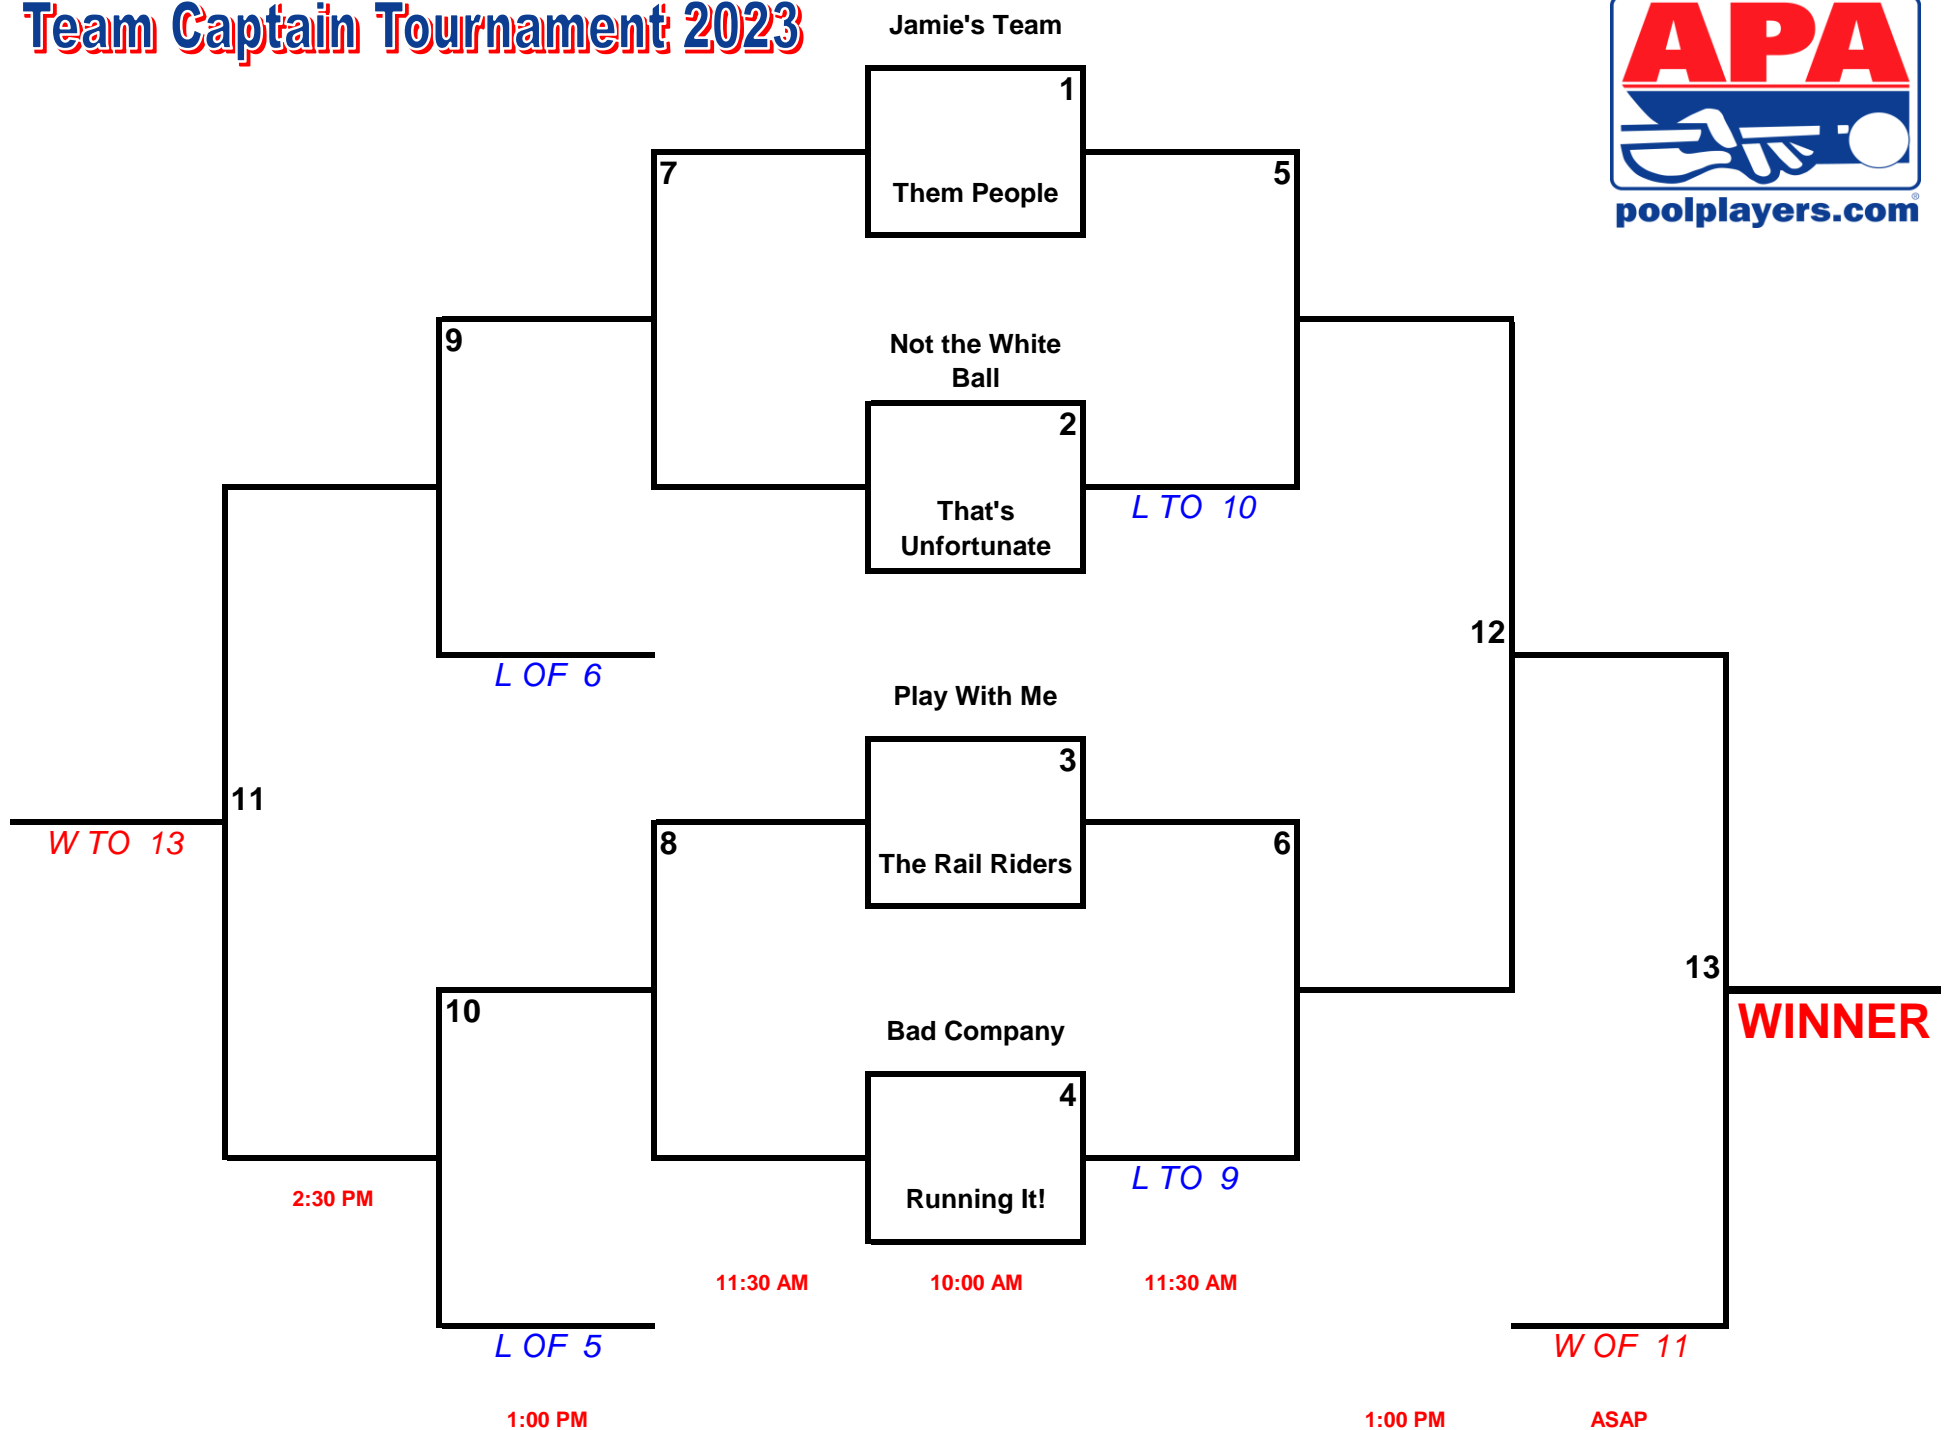 Team Captain Tournament 2023
Jamie's Team
APA
poolplayers.com
®
1
7
5
Them People
9
Not the White
Ball
2
L TO 10
That's
Unfortunate
12
L OF 6
Play With Me
3
11
W TO 13
8
6
The Rail Riders
13
10
WINNER
Bad Company
4
L TO 9
2:30 PM
Running It!
11:30 AM
10:00 AM
11:30 AM
L OF 5
W OF 11
1:00 PM
1:00 PM
ASAP